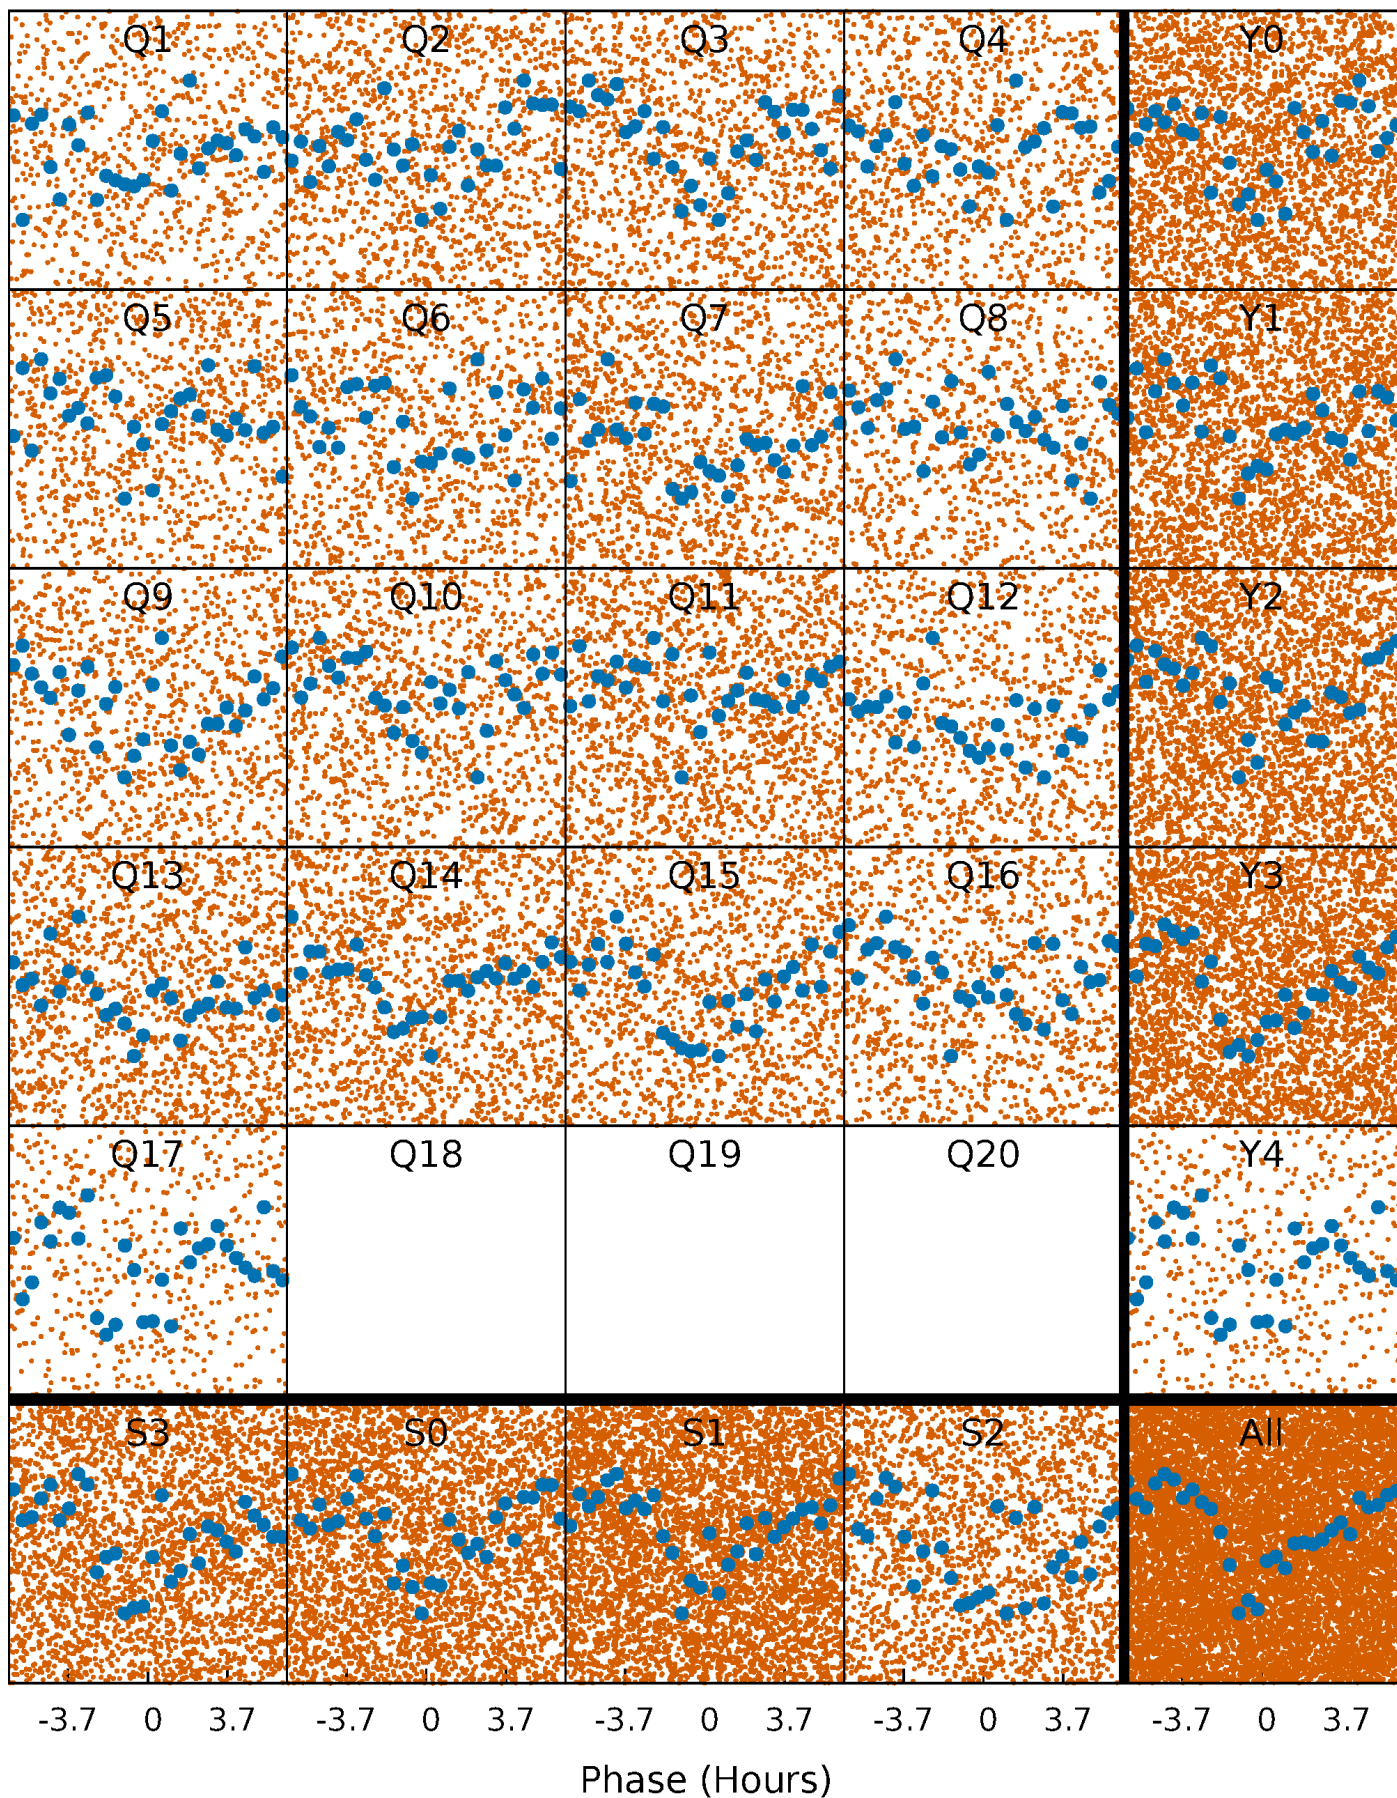 Q1 Q2 Q3 Q4 Y0
Q5 Q6 Q7 Q8 Y1
Q9 Q10 Q11 Q12 Y2
Q13 Q14 Q15 Q16 Y3
Q17 Q18 Q19 Q20 Y4
S3 S0 S1 S2 All
-3.7 0 3.7 -3.7 0 3.7 -3.7 0 3.7 -3.7 0 3.7 -3.7 0 3.7
Phase (Hours)